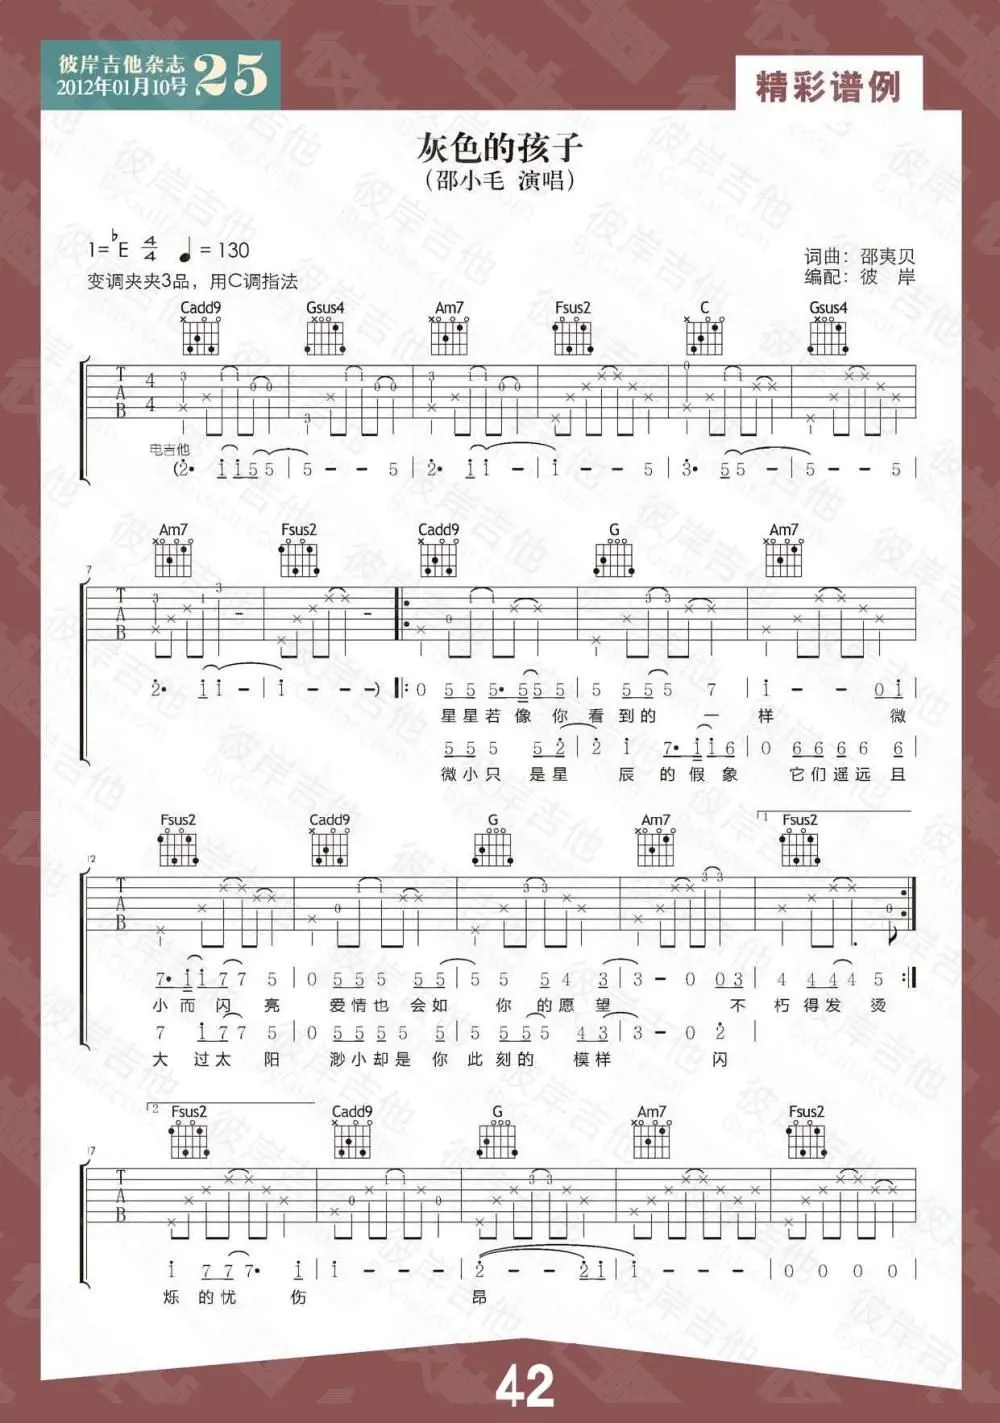 彼岸吉他杂志
2012年01月10号 25
精彩谱例
灰色的孩子
（邵小毛 演唱）
1=♭E 4/4 ♩=130
变调夹夹3品，用C调指法
词曲：邵夷贝
编配：彼 岸
Cadd9 Gsus4 Am7 Fsus2 C Gsus4
T A B 4 4
电吉他
(2· i i 5 5 | 5 - - 5 | 2· i i - | i - - 5 | 3· 5 5 - | 5 - - 5 |
Am7 Fsus2 Cadd9 G Am7
7
T A B
2· i i - | i - - -) ‖: 0 5 5 5· 5 5 5 | 5 5 5 5 7 | i - - 0 i |
星 星 若 像 你 看 到 的 一 样 微
5 5 5 5 5 2 | 2 i 7· i i 6 | 0 6 6 6 6 6
微 小 只 是 星 辰 的 假 象 它 们 遥 远 且
Fsus2 Cadd9 G Am7 1 Fsus2
12
T A B
7· i i 7 7 5 | 0 5 5 5 5 5 | 5 5 5 4 3 | 3 - 0 0 3 | 4 4 4 4 5 :‖
小 而 闪 亮 爱 情 也 会 如 你 的 愿 望 不 朽 得 发 烫
7 i 7 7 5 | 0 5 5 5 5 5 | 5 5 5 5 4 3 | 3 - 0 2
大 过 太 阳 渺 小 却 是 你 此 刻 的 模 样 闪
2 Fsus2 Cadd9 G Am7 Fsus2
17
T A B
i 7 7 7· i | i - - - | 2 - - 2 i | i - - - | 0 0 0 0 |
烁 的 忧 伤 昂
42